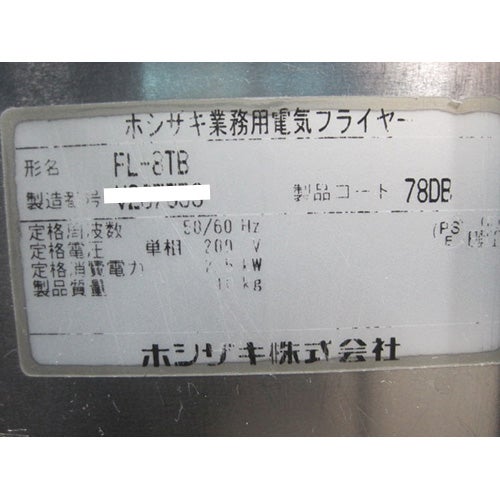 ホシザキ業務用電気フライヤー
形名 FL-8TB
製造番号 製品コード 78DB
定格周波数 50/60 Hz
定格電圧 単相 200 V
定格消費電力 kW
製品質量 kg
ホシザキ株式会社